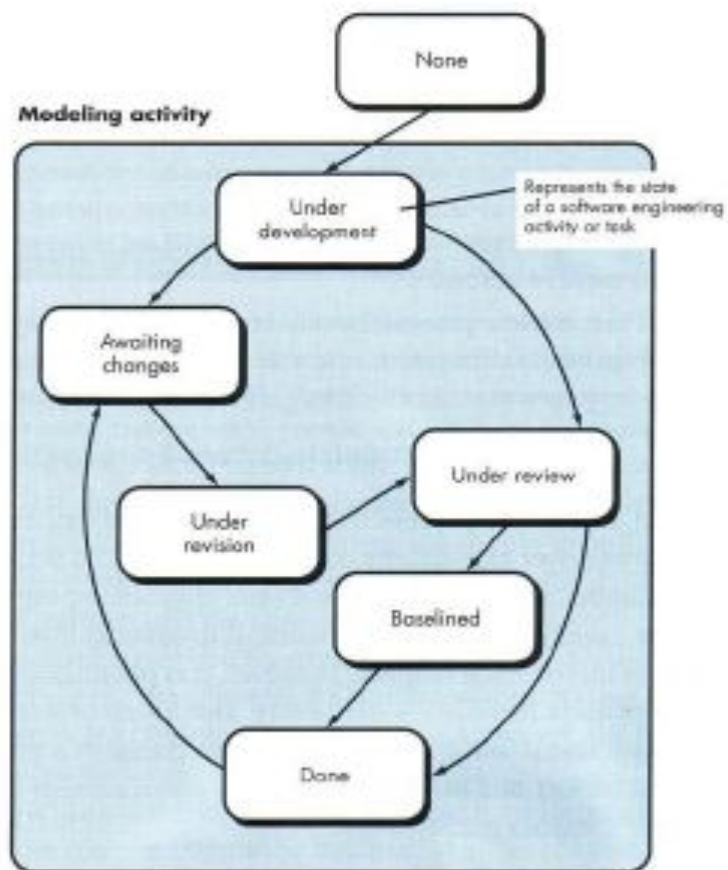 None
Modeling activity
Under
development
Represents the state
of a software engineering
activity or task
Awaiting
changes
Under review
Under
revision
Baselined
Done